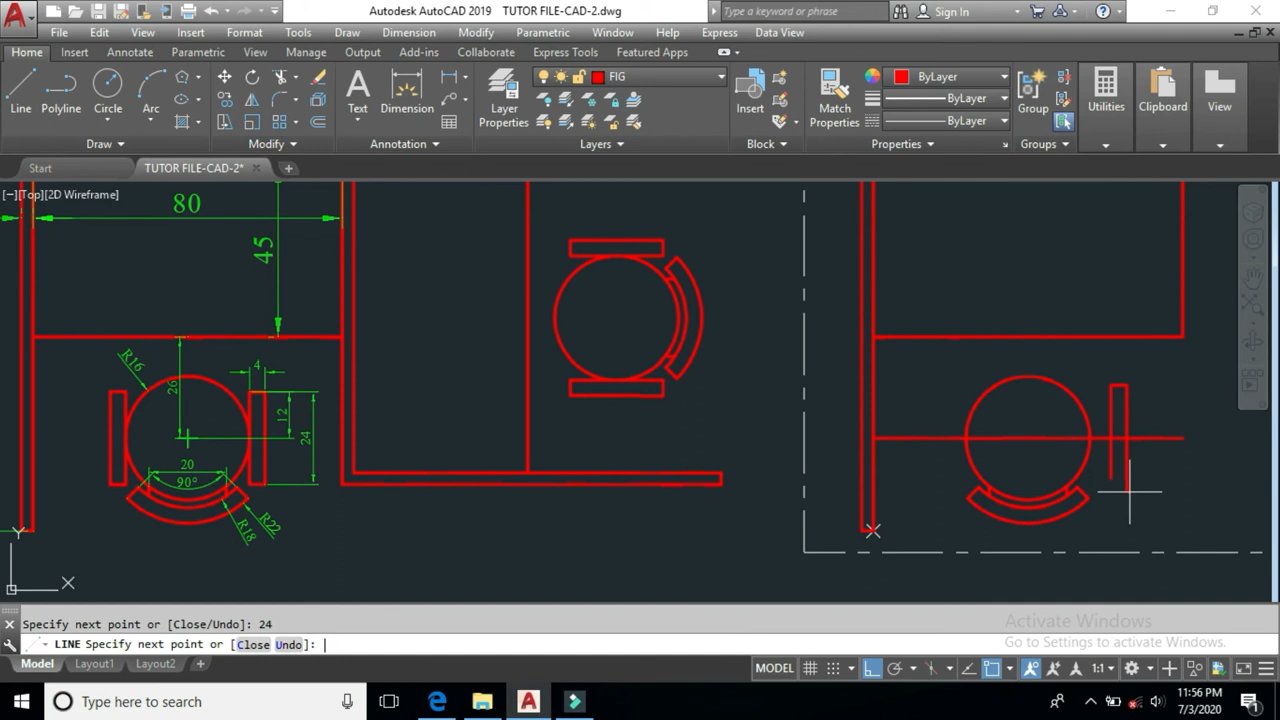 Autodesk AutoCAD 2019 TUTOR FILE-CAD-2.dwg
Type a keyword or phrase
Sign In
File Edit View Insert Format Tools Draw Dimension Modify Parametric Window Help Express Data View
Home Insert Annotate Parametric View Manage Output Add-ins Collaborate Express Tools Featured Apps
FIG
ByLayer
ByLayer
ByLayer
Line Polyline Circle Arc
Text Dimension
Layer
Properties
Insert
Match
Properties
Group
Utilities
Clipboard
View
Draw Modify Annotation Layers Block Properties Groups
Start TUTOR FILE-CAD-2*
[−][Top][2D Wireframe]
80
45
R16
26
4
12
24
20
90°
R18
R22
Y
X
Specify next point or [Close/Undo]: 24
LINE Specify next point or [Close Undo]:
Activate Windows
Go to Settings to activate Windows.
Model Layout1 Layout2 +
MODEL
1:1
Type here to search
11:56 PM
7/3/2020
1